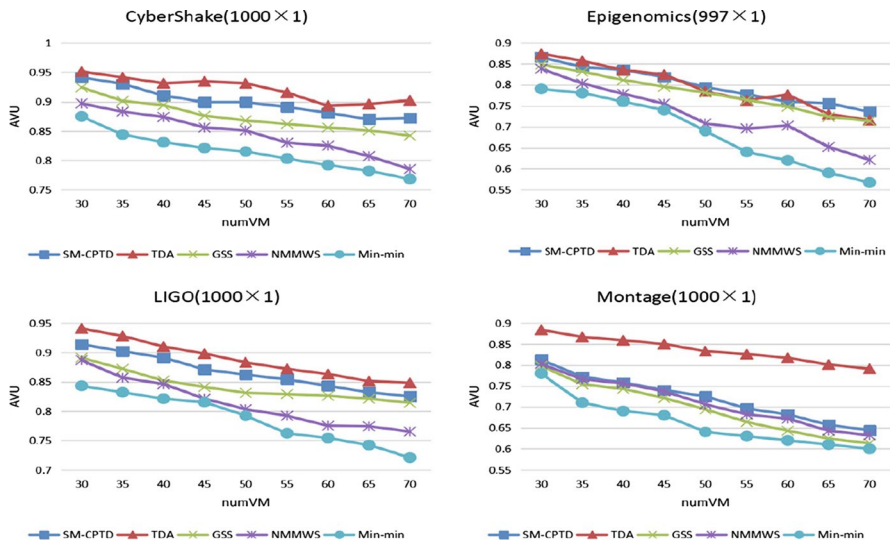 CyberShake(1000×1)
AVU
1
0.95
0.9
0.85
0.8
0.75
30 35 40 45 50 55 60 65 70
numVM
SM-CPTD TDA GSS NMMWS Min-min
Epigenomics(997×1)
AVU
0.9
0.85
0.8
0.75
0.7
0.65
0.6
0.55
30 35 40 45 50 55 60 65 70
numVM
SM-CPTD TDA GSS NMMWS Min-min
LIGO(1000×1)
AVU
0.95
0.9
0.85
0.8
0.75
0.7
30 35 40 45 50 55 60 65 70
numVM
SM-CPTD TDA GSS NMMWS Min-min
Montage(1000×1)
AVU
0.9
0.85
0.8
0.75
0.7
0.65
0.6
0.55
30 35 40 45 50 55 60 65 70
numVM
SM-CPTD TDA GSS NMMWS Min-min